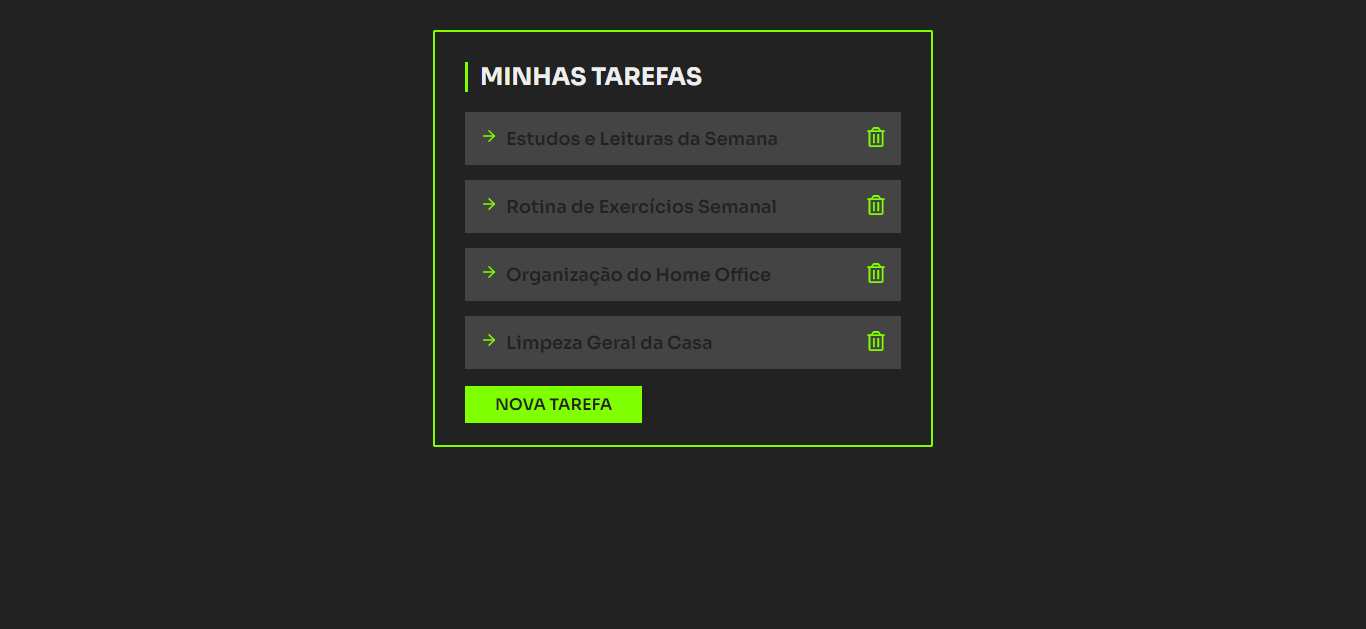 MINHAS TAREFAS
Estudos e Leituras da Semana
Rotina de Exercícios Semanal
Organização do Home Office
Limpeza Geral da Casa
NOVA TAREFA